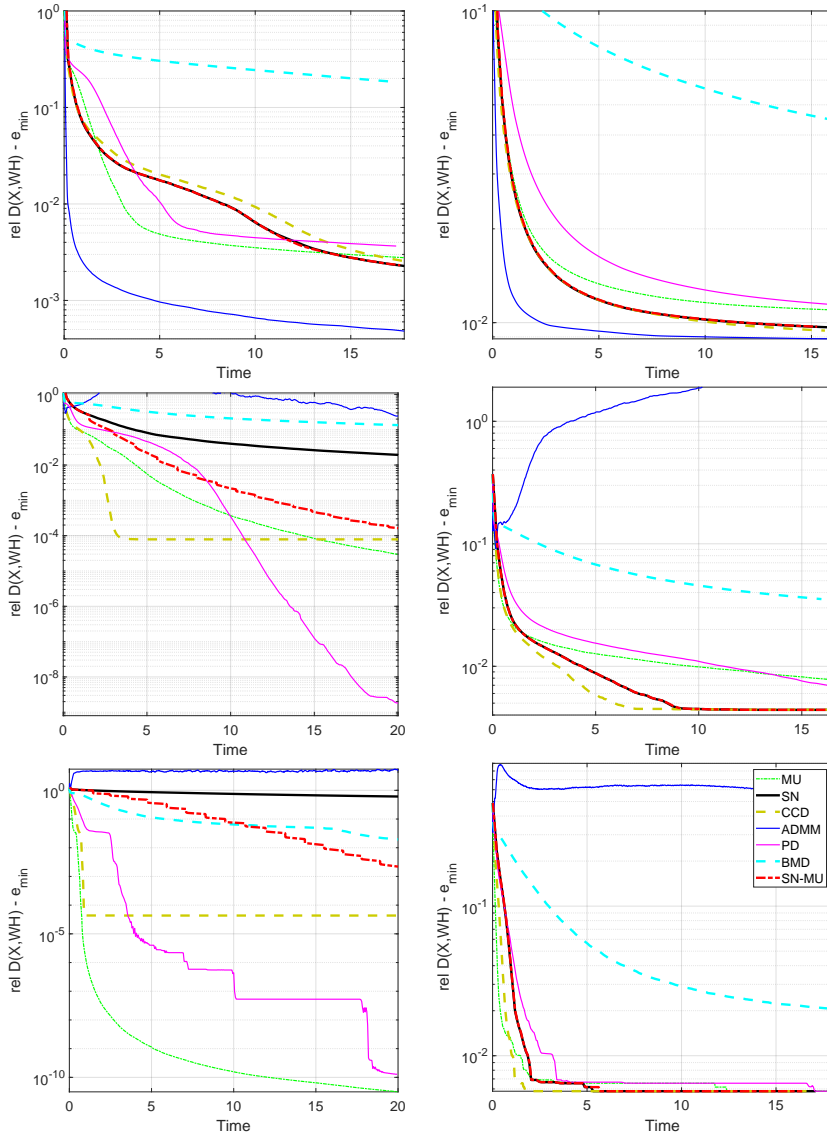 10^0
10^-1
10^-2
10^-3
rel D(X,WH) - e_min
0 5 10 15
Time
10^-1
10^-2
rel D(X,WH) - e_min
0 5 10 15
Time
10^-2
10^-4
10^-6
10^-8
rel D(X,WH) - e_min
0 5 10 15 20
Time
10^0
10^-1
10^-2
rel D(X,WH) - e_min
0 5 10 15
Time
10^0
10^-5
10^-10
rel D(X,WH) - e_min
0 5 10 15 20
Time
10^-1
10^-2
rel D(X,WH) - e_min
0 5 10 15
Time
MU
SN
CCD
ADMM
PD
BMD
SN-MU